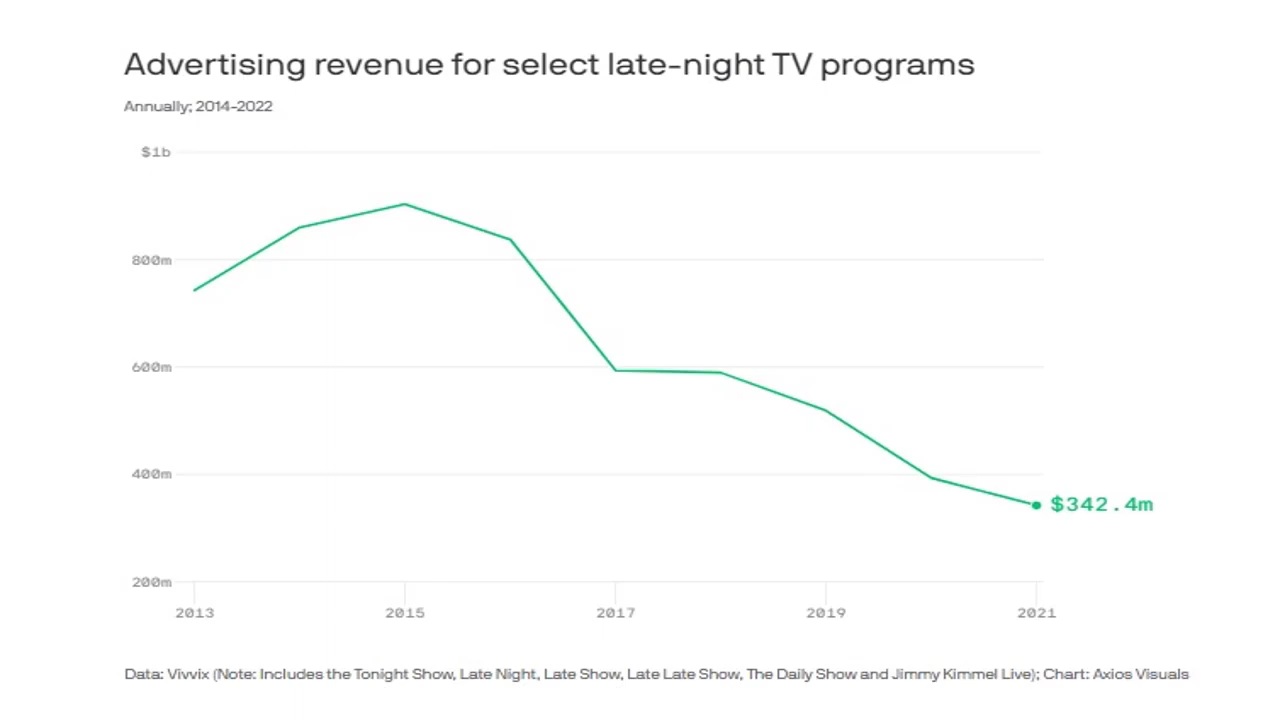 Advertising revenue for select late-night TV programs
Annually; 2014-2022
$1b
800m
600m
400m
$342.4m
200m
2013 2015 2017 2019 2021
Data: Vivvix (Note: Includes the Tonight Show, Late Night, Late Show, Late Late Show, The Daily Show and Jimmy Kimmel Live); Chart: Axios Visuals